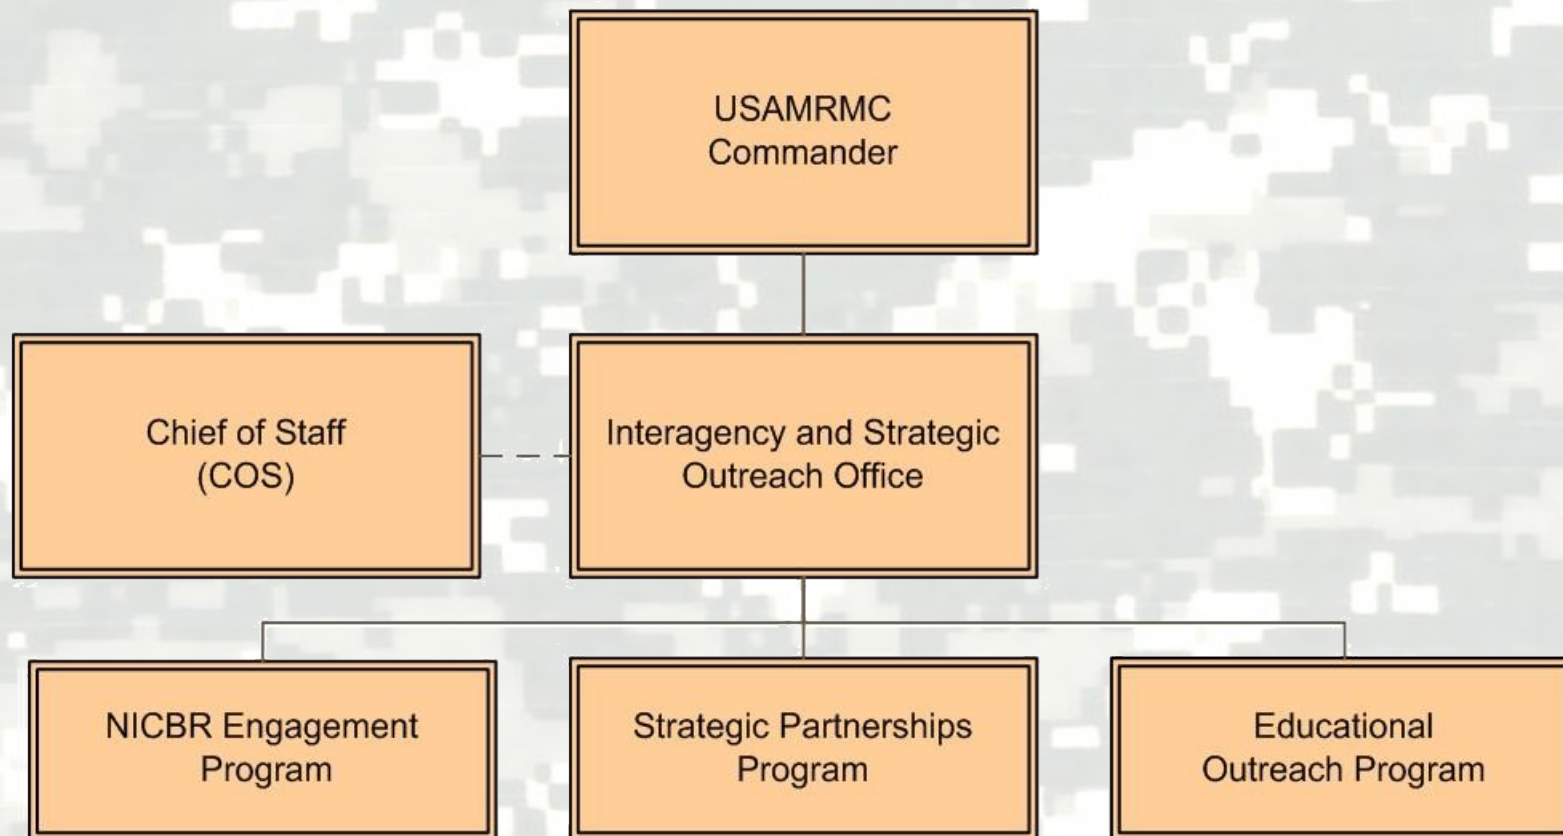 USAMRMC
Commander
Chief of Staff
(COS)
Interagency and Strategic
Outreach Office
NICBR Engagement
Program
Strategic Partnerships
Program
Educational
Outreach Program